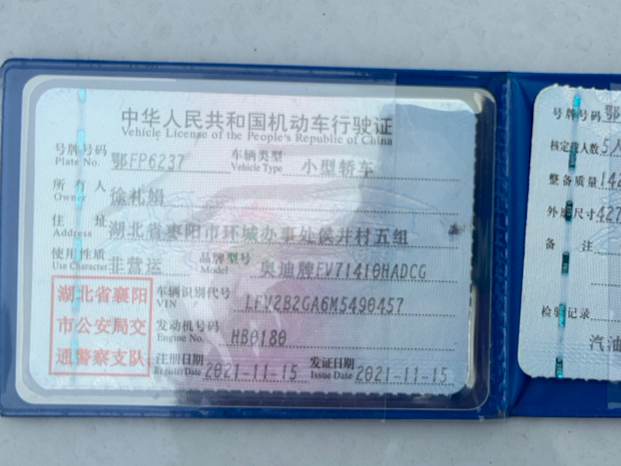 中华人民共和国机动车行驶证
Vehicle License of the People's Republic of China
号牌号码 Plate No. 鄂FP6237 车辆类型 Vehicle Type 小型轿车
所有人 Owner 徐礼娟
住址 Address 湖北省枣阳市环城办事处侯井村五组
使用性质 Use Character 非营运 品牌型号 Model 奥迪牌FV71410HADCG
车辆识别代号 VIN LFV2B2GA6M5490457
发动机号码 Engine No. HB0180
注册日期 Register Date 2021-11-15 发证日期 Issue Date 2021-11-15
湖北省襄阳
市公安局交
通警察支队
号牌号码 鄂
核定载人数 5人
整备质量 142
外廓尺寸 427
备注
检验记录
汽油